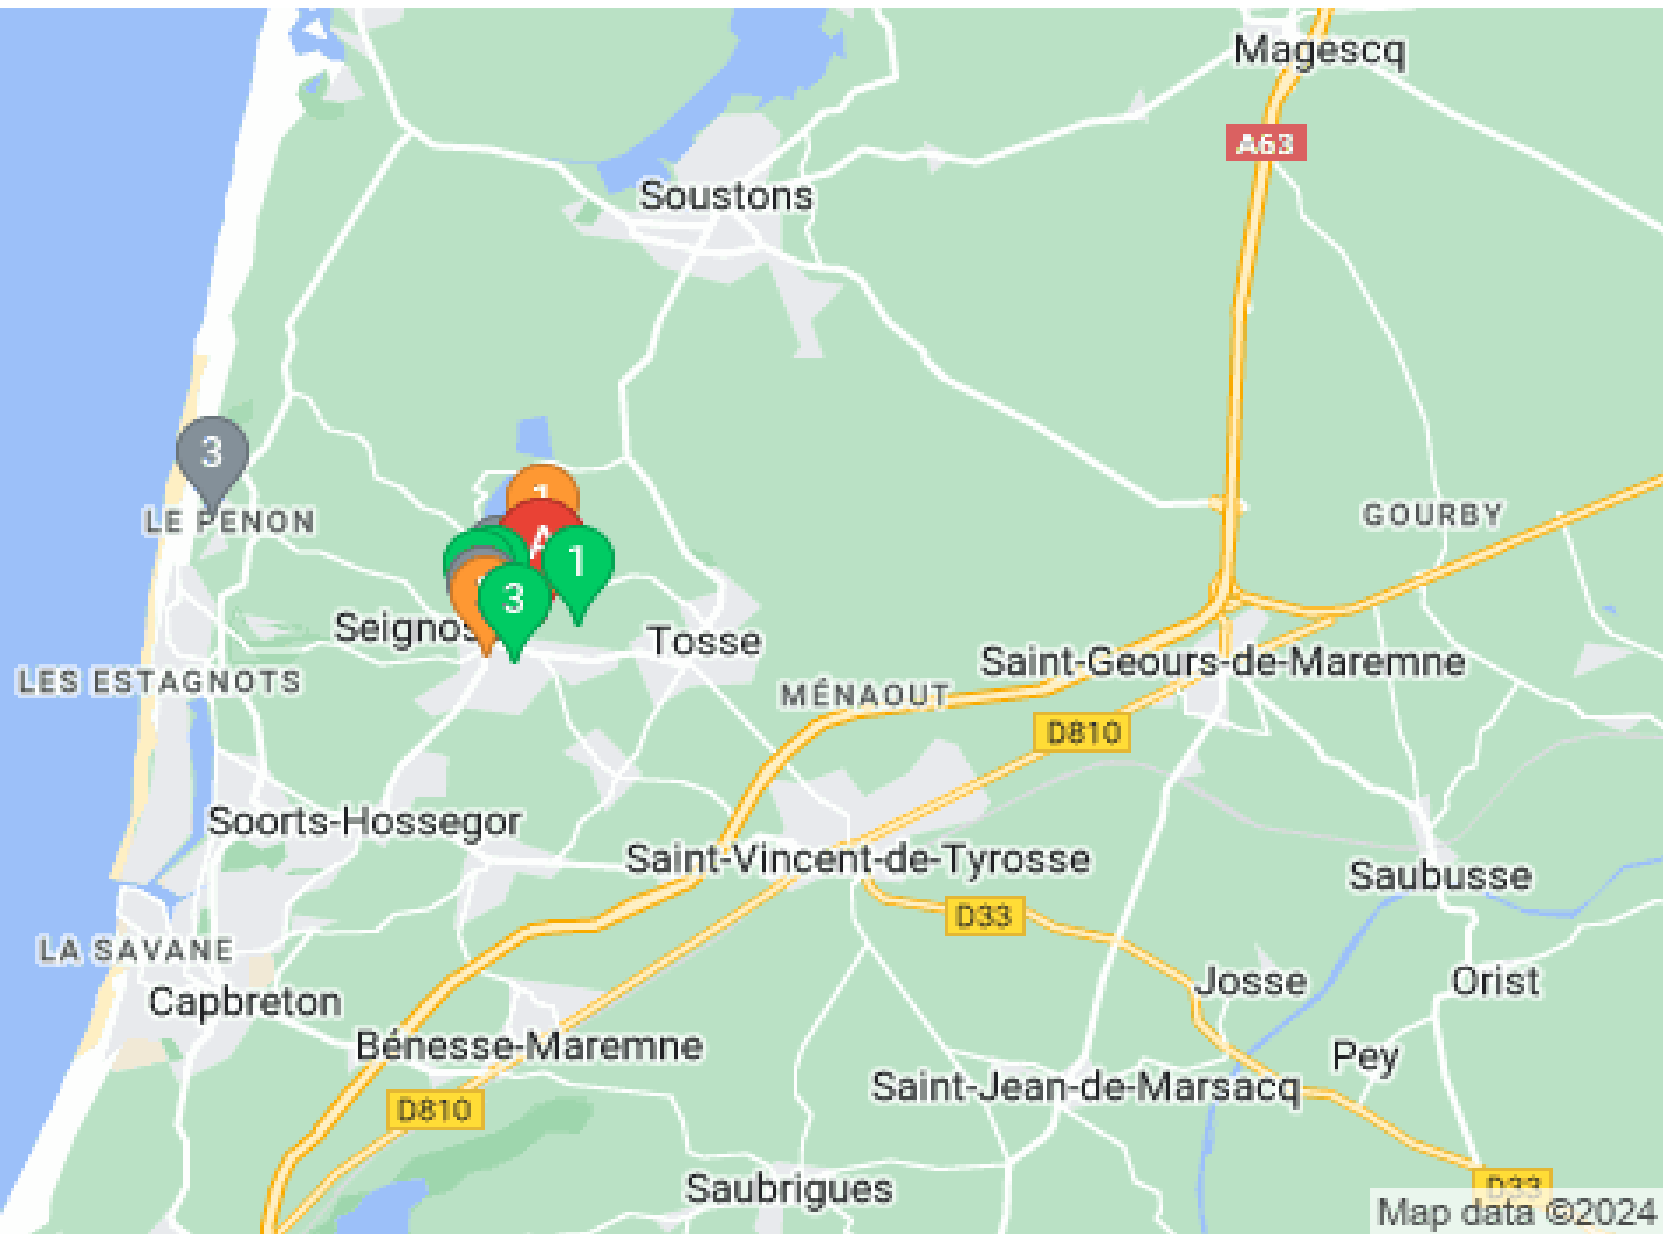 Magescq
A63
Soustons
3
1
LE PENON
GOURBY
A
1
3
Seignos
Tosse
Saint-Geours-de-Maremne
LES ESTAGNOTS
MÉNAOUT
D810
Soorts-Hossegor
Saint-Vincent-de-Tyrosse
Saubusse
D33
LA SAVANE
Capbreton
Josse
Orist
Bénesse-Maremne
Pey
Saint-Jean-de-Marsacq
D810
Saubrigues
D33
Map data ©2024